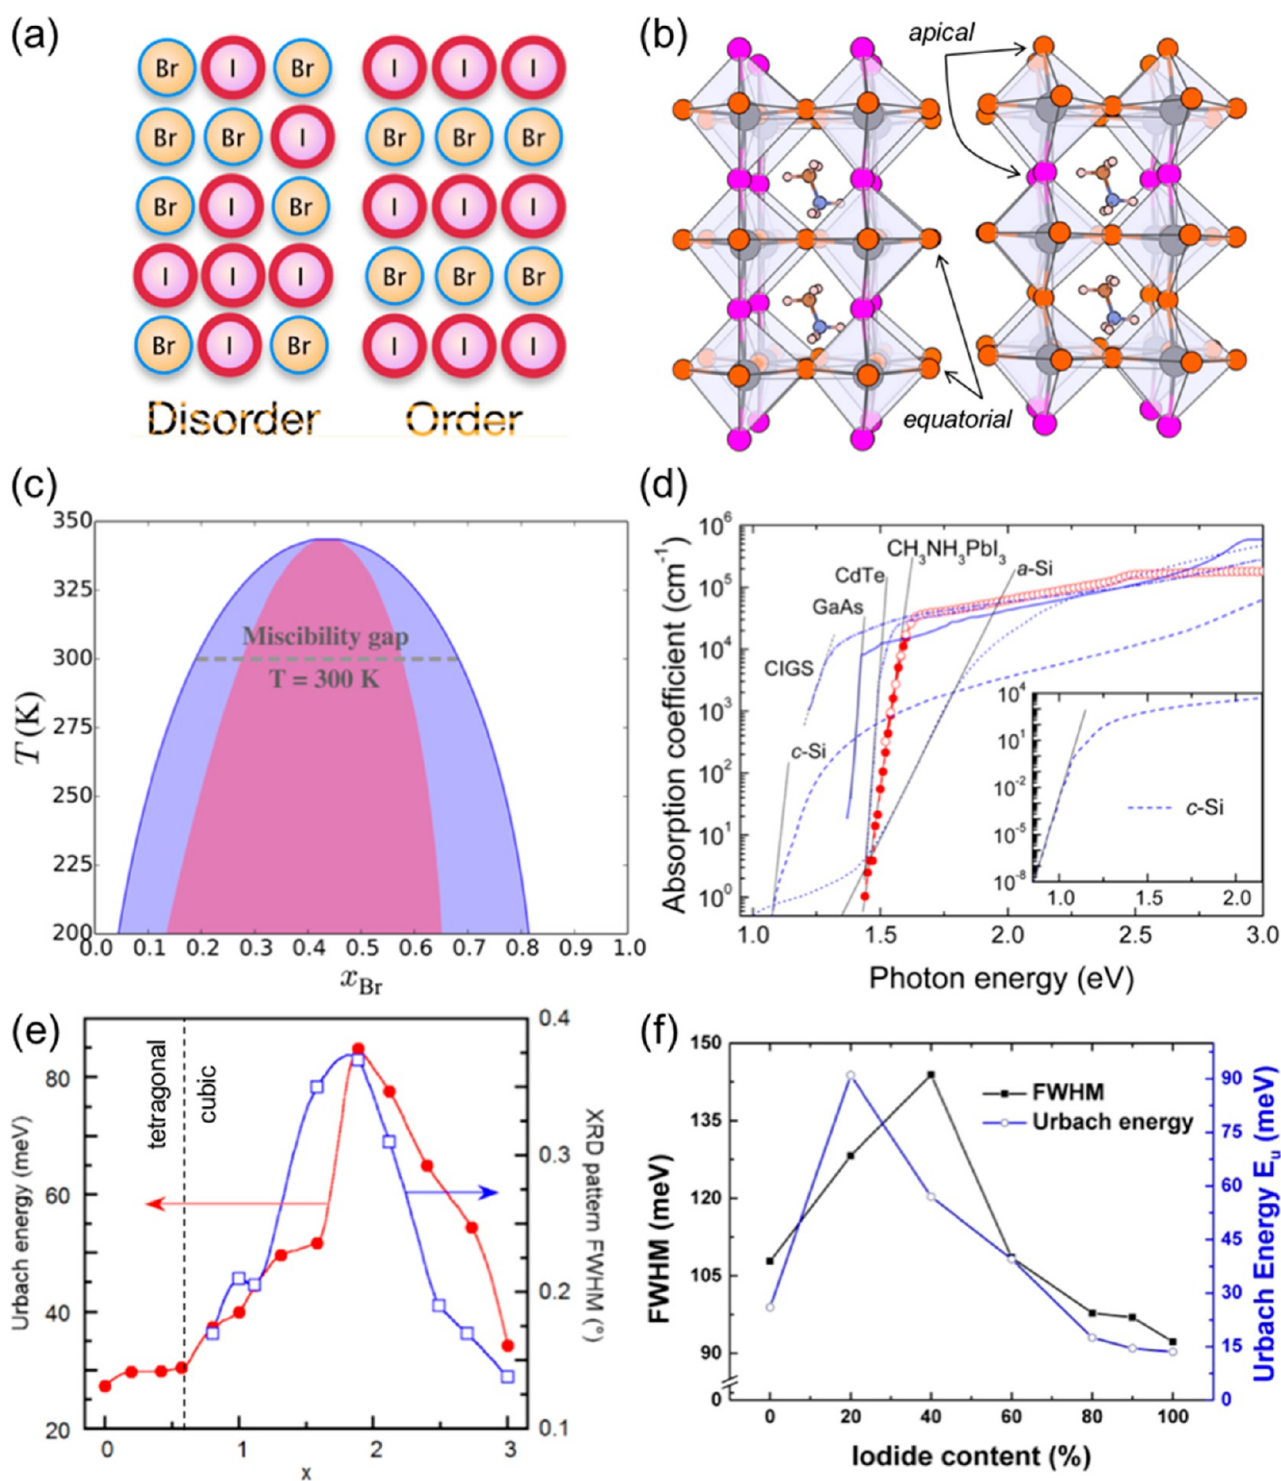 (a)
Br I Br I I I
Br Br I Br Br Br
Br I Br I I I
I I I Br Br Br
Br I Br I I I
Disorder Order
(b)
apical
equatorial
(c)
350
325
300
275
250
225
200
T (K)
Miscibility gap
T = 300 K
0.0 0.1 0.2 0.3 0.4 0.5 0.6 0.7 0.8 0.9 1.0
xBr
(d)
Absorption coefficient (cm⁻¹)
10⁶
10⁵
10⁴
10³
10²
10¹
10⁰
CH₃NH₃PbI₃
CdTe
a-Si
GaAs
CIGS
c-Si
10⁴
10¹
10⁻²
10⁻⁵
10⁻⁸
c-Si
1.0 1.5 2.0
1.0 1.5 2.0 2.5 3.0
Photon energy (eV)
(e)
tetragonal
cubic
Urbach energy (meV)
80
60
40
20
0.4
0.3
0.2
0.1
XRD pattern FWHM (°)
0 1 2 3
x
(f)
FWHM (meV)
150
135
120
105
90
0
FWHM
Urbach energy
90
75
60
45
30
15
0
Urbach Energy Eᵤ (meV)
0 20 40 60 80 100
Iodide content (%)